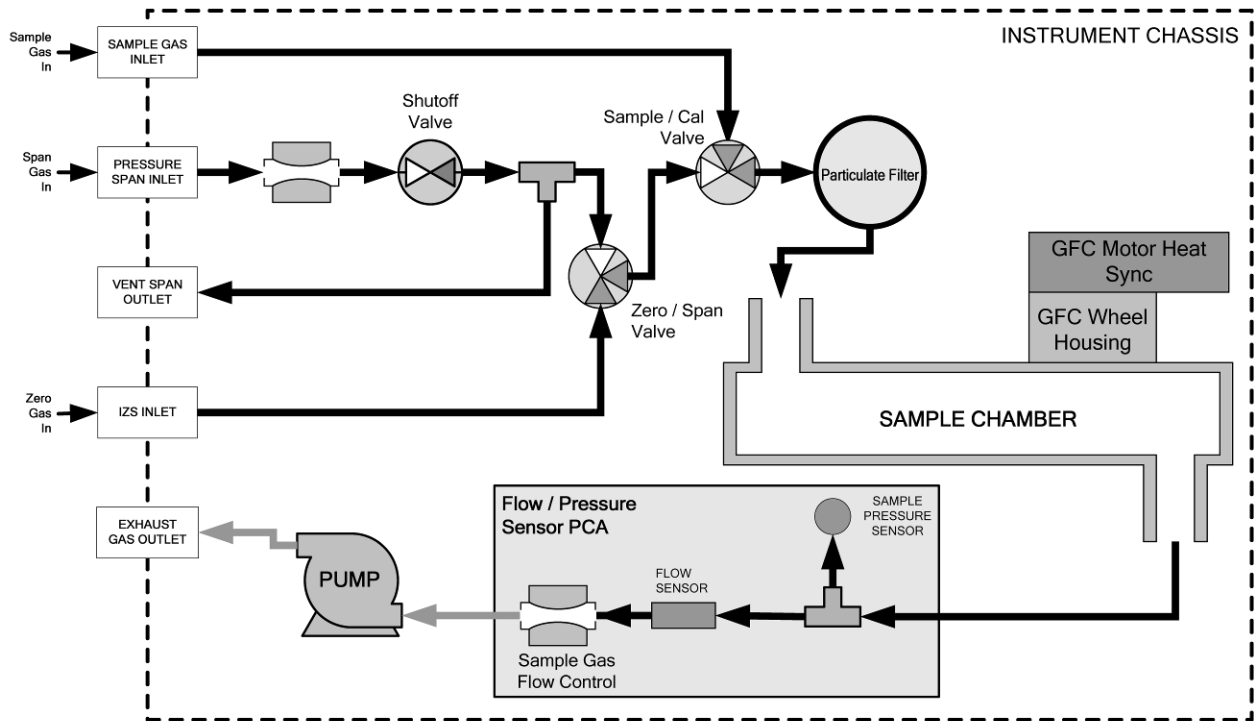 INSTRUMENT CHASSIS
Sample
Gas
In
SAMPLE GAS
INLET
Shutoff
Valve
Sample / Cal
Valve
Span
Gas
In
PRESSURE
SPAN INLET
Particulate Filter
VENT SPAN
OUTLET
Zero / Span
Valve
GFC Motor Heat
Sync
GFC Wheel
Housing
Zero
Gas
In
IZS INLET
SAMPLE CHAMBER
EXHAUST
GAS OUTLET
PUMP
Flow / Pressure
Sensor PCA
SAMPLE
PRESSURE
SENSOR
FLOW
SENSOR
Sample Gas
Flow Control